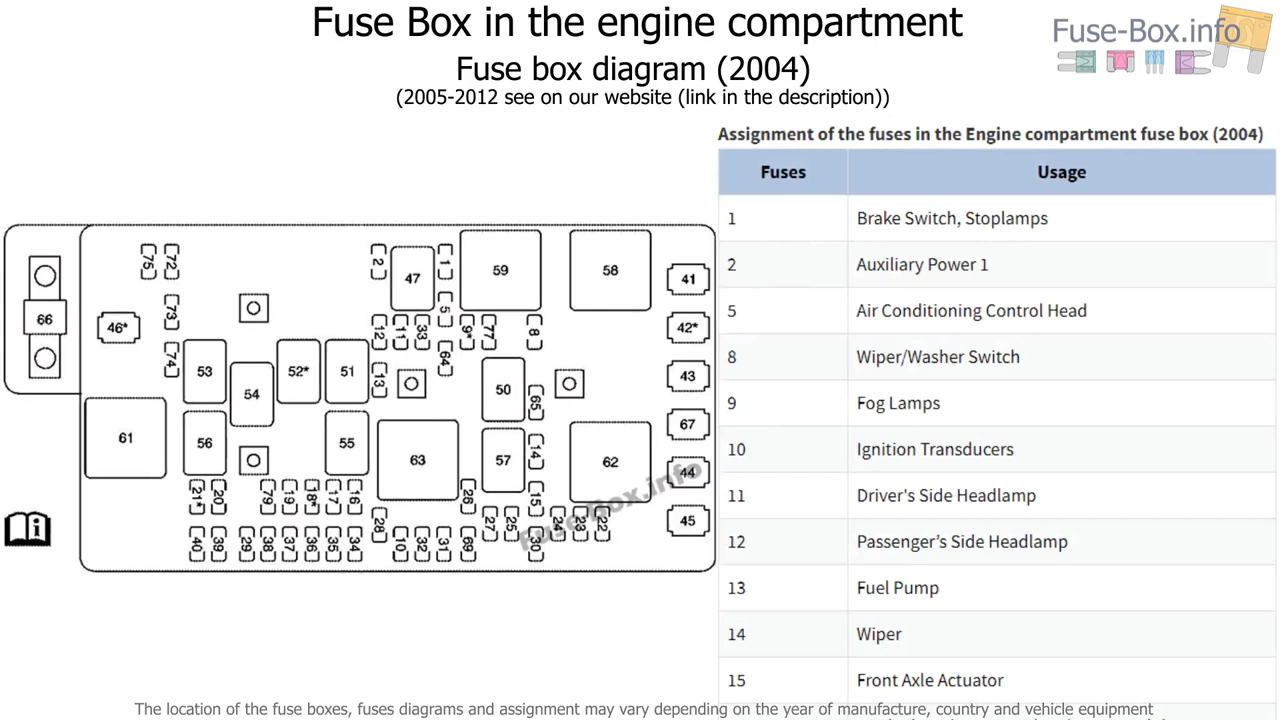 Fuse Box in the engine compartment
Fuse box diagram (2004)
(2005-2012 see on our website (link in the description))
Fuse-Box.info
Assignment of the fuses in the Engine compartment fuse box (2004)
Fuses Usage
1 Brake Switch, Stoplamps
2 Auxiliary Power 1
5 Air Conditioning Control Head
8 Wiper/Washer Switch
9 Fog Lamps
10 Ignition Transducers
11 Driver's Side Headlamp
12 Passenger’s Side Headlamp
13 Fuel Pump
14 Wiper
15 Front Axle Actuator
75 72 2 47 1 59 58 41
66 46* 73 12 11 33 5 9* 77 8 42*
74 53 54 52* 51 13 64 50 65 43
61 56 55 63 57 14 62 67
44
21* 20 79 19 18* 17 16 26 15
28 27 25 24 23 22 45
40 39 29 38 37 36 35 34 10 32 31 69 30
Fuse-Box.info
i
The location of the fuse boxes, fuses diagrams and assignment may vary depending on the year of manufacture, country and vehicle equipment